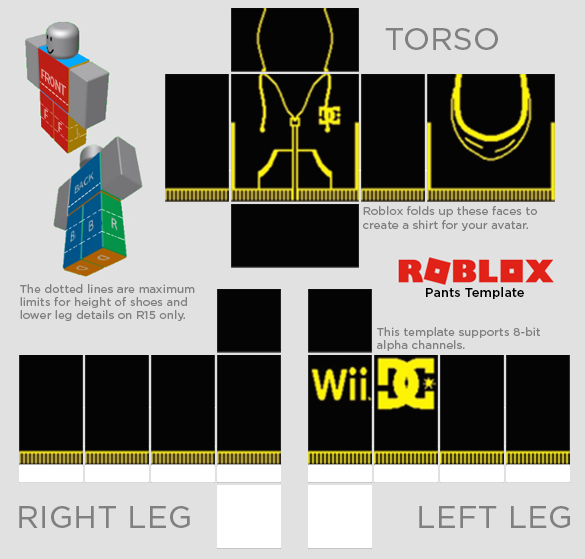 TORSO
FRONT
F F L
DC
BACK
B B R
Roblox folds up these faces to
create a shirt for your avatar.
ROBLOX
Pants Template
The dotted lines are maximum
limits for height of shoes and
lower leg details on R15 only.
This template supports 8-bit
alpha channels.
Wii.
DC
RIGHT LEG
LEFT LEG